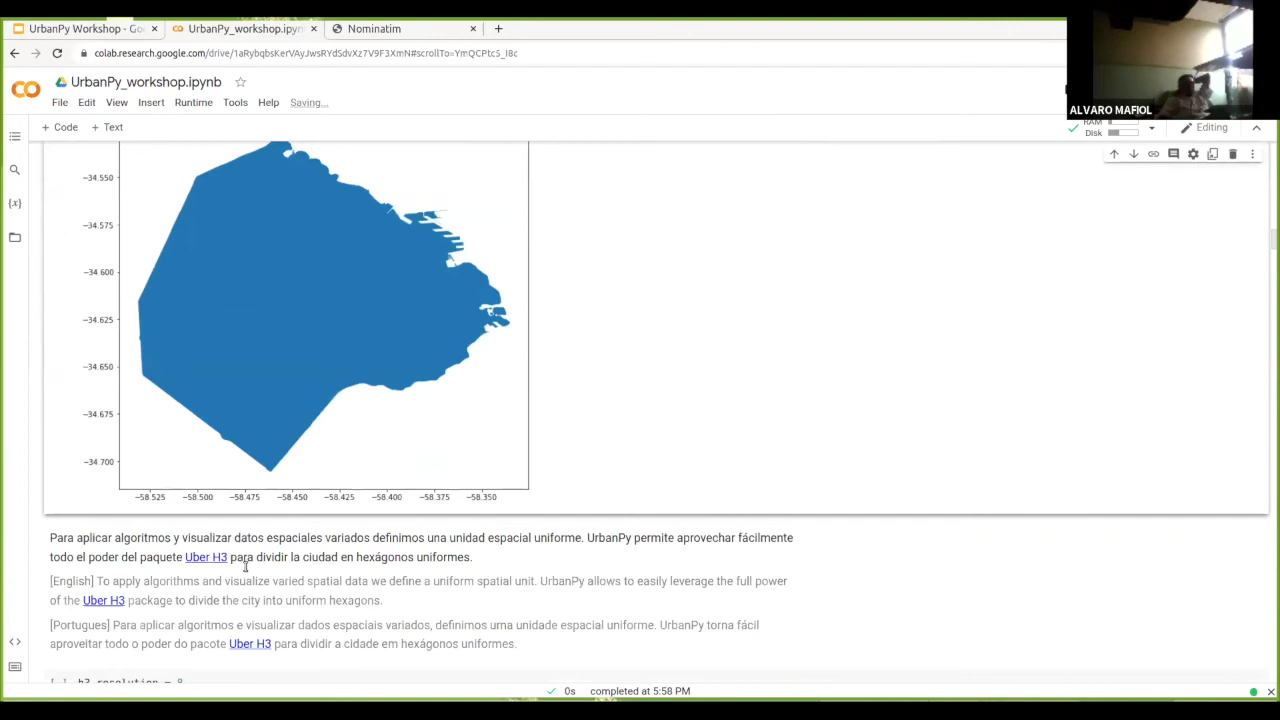 UrbanPy Workshop - Go
UrbanPy_workshop.ipyn
Nominatim
colab.research.google.com/drive/1aRybqbsKerVAyJwsRYdSdvXz7V9F3XmN#scrollTo=YmQCPtcS_I8c
UrbanPy_workshop.ipynb
ALVARO MAFIOL
File Edit View Insert Runtime Tools Help Saving...
+ Code + Text
RAM
Disk
Editing
−34.550
−34.575
−34.600
−34.625
−34.650
−34.675
−34.700
−58.525 −58.500 −58.475 −58.450 −58.425 −58.400 −58.375 −58.350
Para aplicar algoritmos y visualizar datos espaciales variados definimos una unidad espacial uniforme. UrbanPy permite aprovechar fácilmente
todo el poder del paquete Uber H3 para dividir la ciudad en hexágonos uniformes.
[English] To apply algorithms and visualize varied spatial data we define a uniform spatial unit. UrbanPy allows to easily leverage the full power
of the Uber H3 package to divide the city into uniform hexagons.
[Portugues] Para aplicar algoritmos e visualizar dados espaciais variados, definimos uma unidade espacial uniforme. UrbanPy torna fácil
aproveitar todo o poder do pacote Uber H3 para dividir a cidade em hexágonos uniformes.
0s completed at 5:58 PM